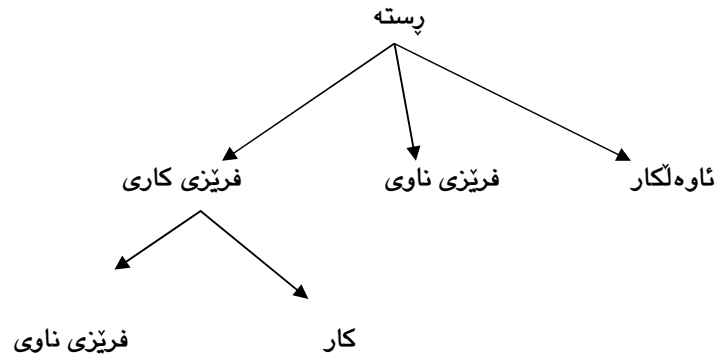 ڕستە
ئاوەڵکار فرێزی ناوی فرێزی کاری
کار فرێزی ناوی